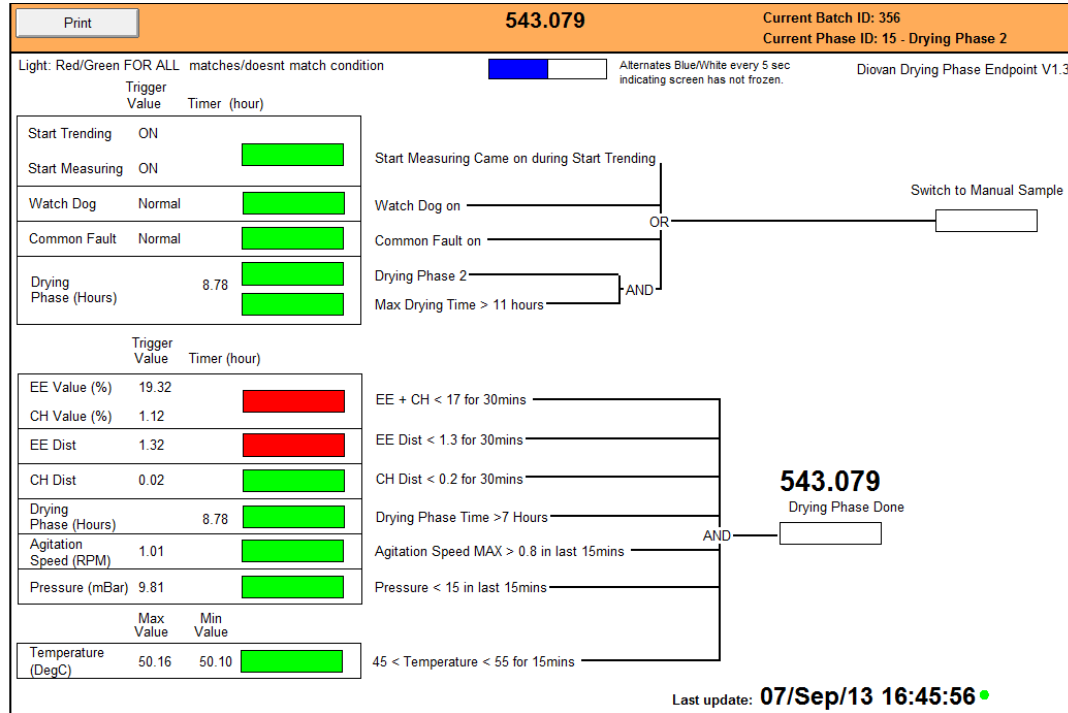 Print
543.079
Current Batch ID: 356
Current Phase ID: 15 - Drying Phase 2
Light: Red/Green FOR ALL matches/doesnt match condition
Alternates Blue/White every 5 sec
indicating screen has not frozen.
Diovan Drying Phase Endpoint V1.3
Trigger
Value Timer (hour)
Start Trending ON
Start Measuring ON
Start Measuring Came on during Start Trending
Watch Dog Normal
Watch Dog on
Common Fault Normal
Common Fault on
Drying
Phase (Hours)
8.78
Drying Phase 2
Max Drying Time > 11 hours
AND
OR
Switch to Manual Sample
Trigger
Value Timer (hour)
EE Value (%) 19.32
CH Value (%) 1.12
EE + CH < 17 for 30mins
EE Dist 1.32
EE Dist < 1.3 for 30mins
CH Dist 0.02
CH Dist < 0.2 for 30mins
Drying
Phase (Hours)
8.78
Drying Phase Time >7 Hours
Agitation
Speed (RPM)
1.01
Agitation Speed MAX > 0.8 in last 15mins
Pressure (mBar) 9.81
Pressure < 15 in last 15mins
AND
543.079
Drying Phase Done
Max Min
Value Value
Temperature
(DegC)
50.16 50.10
45 < Temperature < 55 for 15mins
Last update: 07/Sep/13 16:45:56